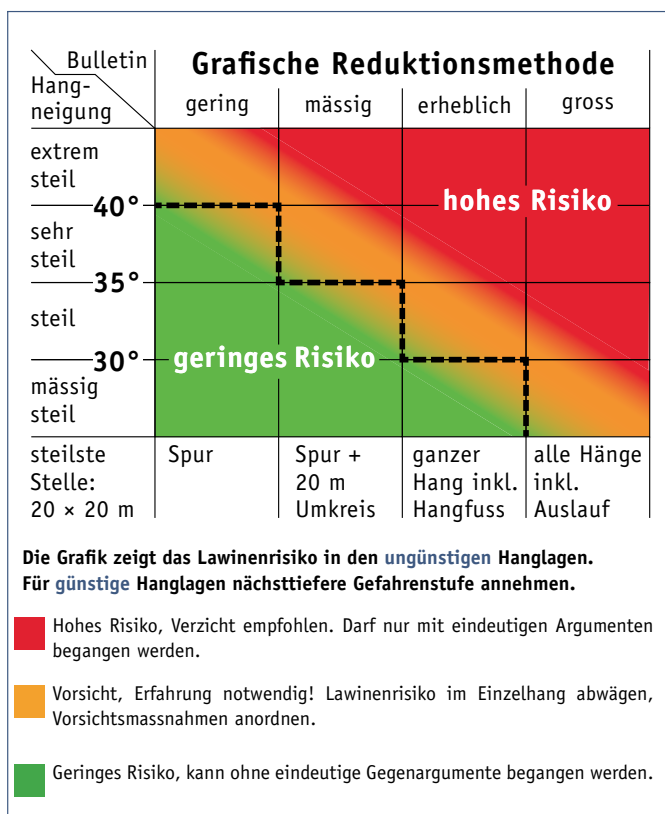 Bulletin
Hang-
neigung
Grafische Reduktionsmethode
gering
mässig
erheblich
gross
extrem
steil
40°
hohes Risiko
sehr
steil
35°
steil
30°
geringes Risiko
mässig
steil
steilste
Stelle:
20 × 20 m
Spur
Spur +
20 m
Umkreis
ganzer
Hang inkl.
Hangfuss
alle Hänge
inkl.
Auslauf
Die Grafik zeigt das Lawinenrisiko in den ungünstigen Hanglagen.
Für günstige Hanglagen nächsttiefere Gefahrenstufe annehmen.
Hohes Risiko, Verzicht empfohlen. Darf nur mit eindeutigen Argumenten
begangen werden.
Vorsicht, Erfahrung notwendig! Lawinenrisiko im Einzelhang abwägen,
Vorsichtsmassnahmen anordnen.
Geringes Risiko, kann ohne eindeutige Gegenargumente begangen werden.